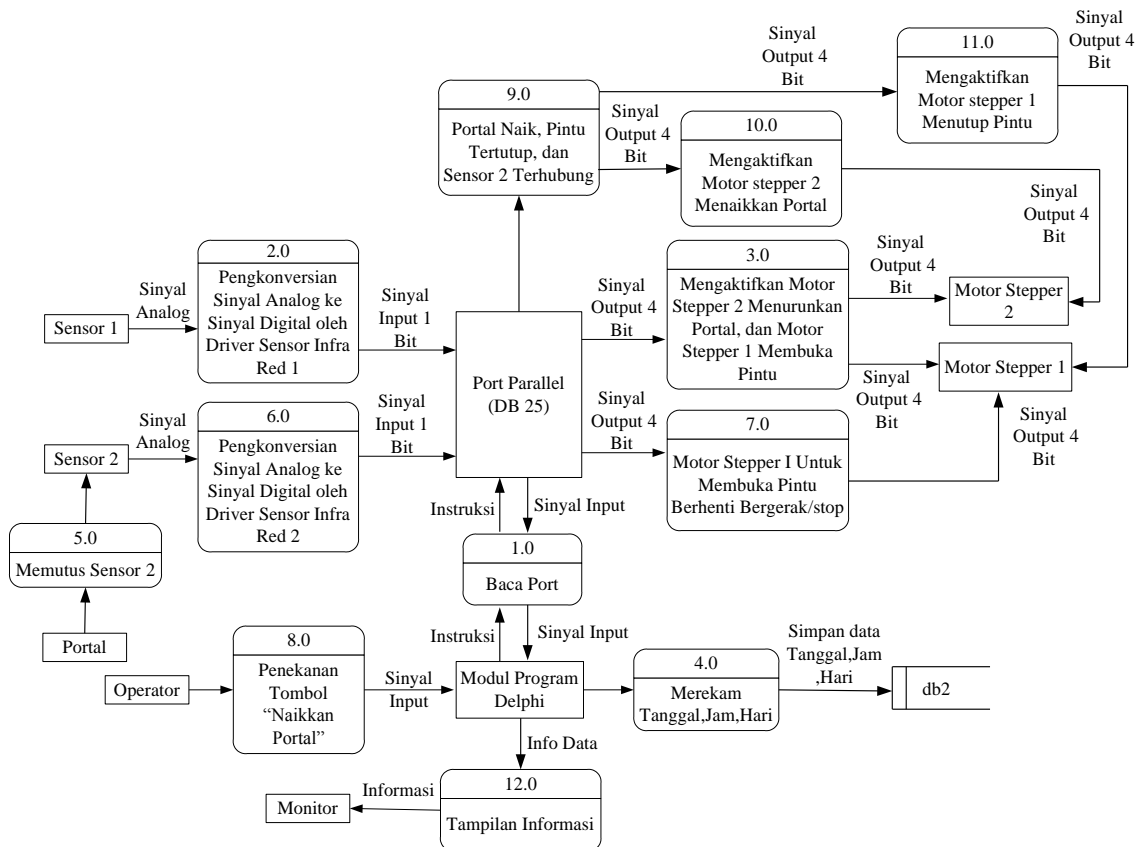 Sinyal
Output 4
Bit
11.0
Mengaktifkan
Motor stepper 1
Menutup Pintu
Sinyal
Output 4
Bit
9.0
Portal Naik, Pintu
Tertutup, dan
Sensor 2 Terhubung
Sinyal
Output 4
Bit
10.0
Mengaktifkan
Motor stepper 2
Menaikkan Portal
Sinyal
Output 4
Bit
Sensor 1
Sinyal
Analog
2.0
Pengkonversian
Sinyal Analog ke
Sinyal Digital oleh
Driver Sensor Infra
Red 1
Sinyal
Input 1
Bit
Port Parallel
(DB 25)
Sinyal
Output 4
Bit
3.0
Mengaktifkan Motor
Stepper 2 Menurunkan
Portal, dan Motor
Stepper 1 Membuka
Pintu
Sinyal
Output 4
Bit
Motor Stepper
2
Sinyal
Output 4
Bit
Motor Stepper 1
Sinyal
Output 4
Bit
Sensor 2
Sinyal
Analog
6.0
Pengkonversian
Sinyal Analog ke
Sinyal Digital oleh
Driver Sensor Infra
Red 2
Sinyal
Input 1
Bit
Sinyal
Output 4
Bit
7.0
Motor Stepper I Untuk
Membuka Pintu
Berhenti Bergerak/stop
5.0
Memutus Sensor 2
Portal
Instruksi
Sinyal Input
1.0
Baca Port
Instruksi
Sinyal Input
Operator
8.0
Penekanan
Tombol
“Naikkan
Portal”
Sinyal
Input
Modul Program
Delphi
4.0
Merekam
Tanggal,Jam,Hari
Simpan data
Tanggal,Jam
,Hari
db2
Info Data
12.0
Tampilan Informasi
Informasi
Monitor